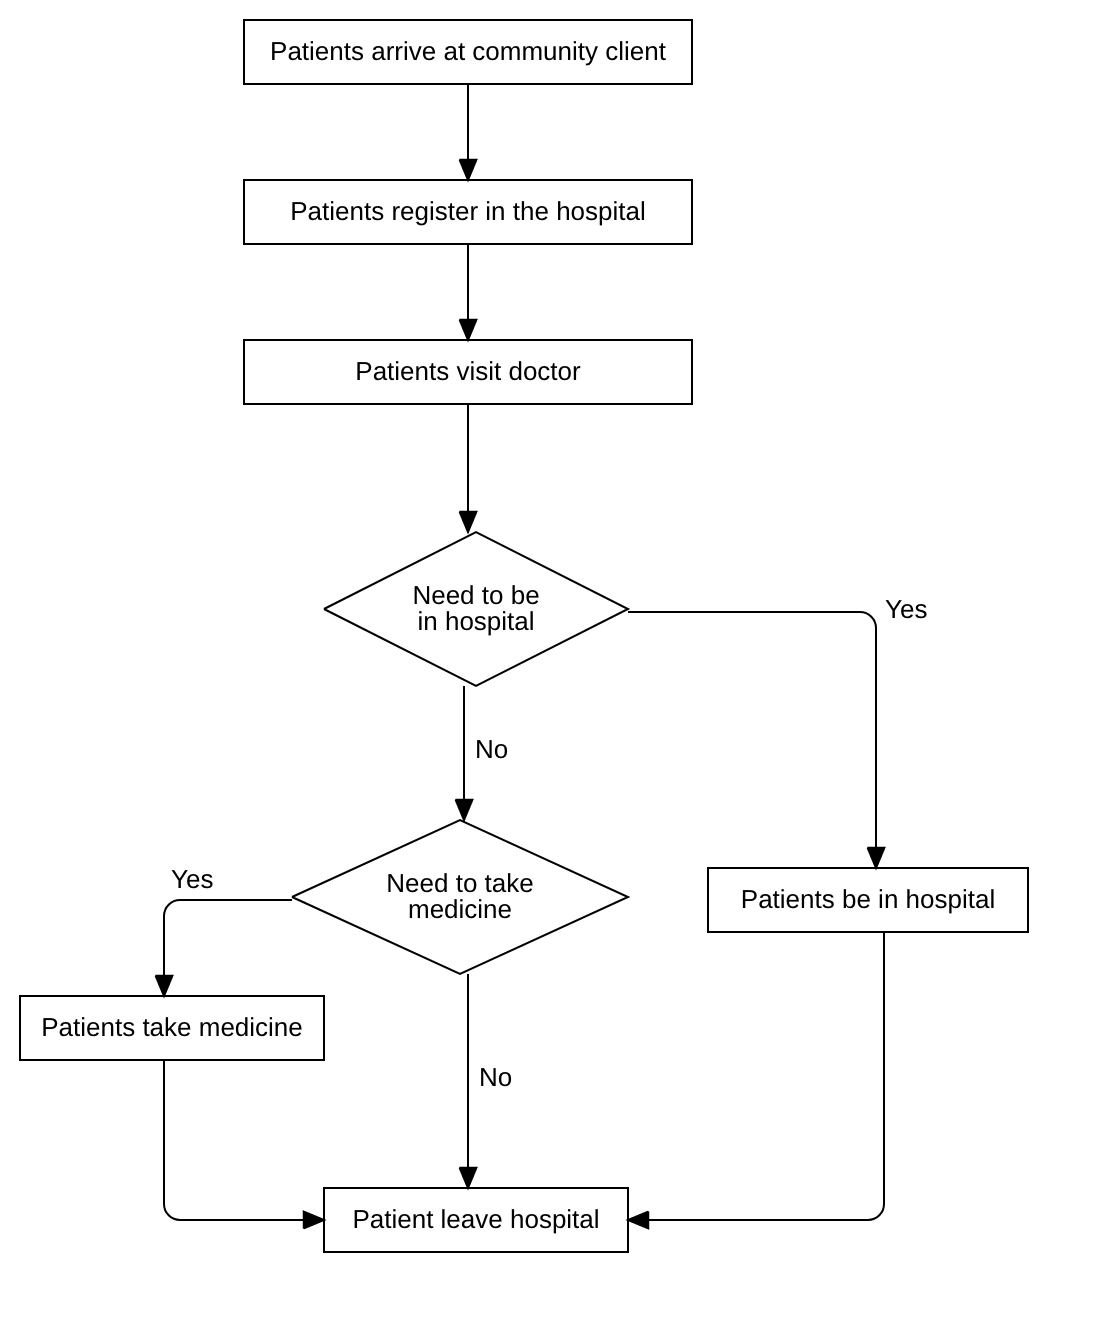 Patients arrive at community client
Patients register in the hospital
Patients visit doctor
Need to be
in hospital
Yes
No
Need to take
medicine
Yes
Patients be in hospital
Patients take medicine
No
Patient leave hospital